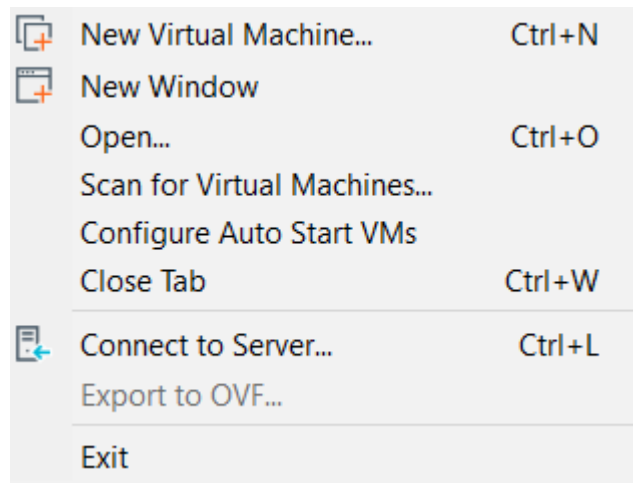 New Virtual Machine... Ctrl+N
New Window
Open... Ctrl+O
Scan for Virtual Machines...
Configure Auto Start VMs
Close Tab Ctrl+W
Connect to Server... Ctrl+L
Export to OVF...
Exit